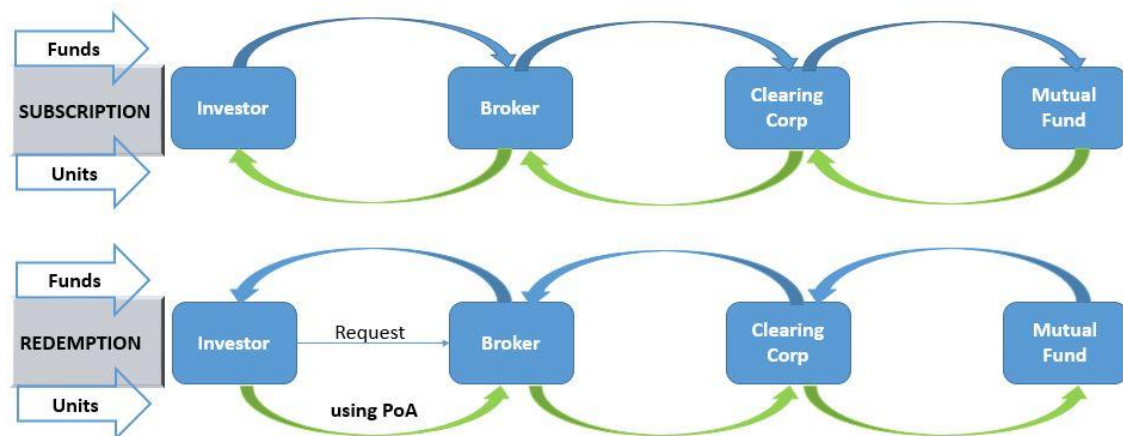 Funds
SUBSCRIPTION
Units
Investor
Broker
Clearing
Corp
Mutual
Fund
Funds
REDEMPTION
Units
Investor
Request
Broker
Clearing
Corp
Mutual
Fund
using PoA